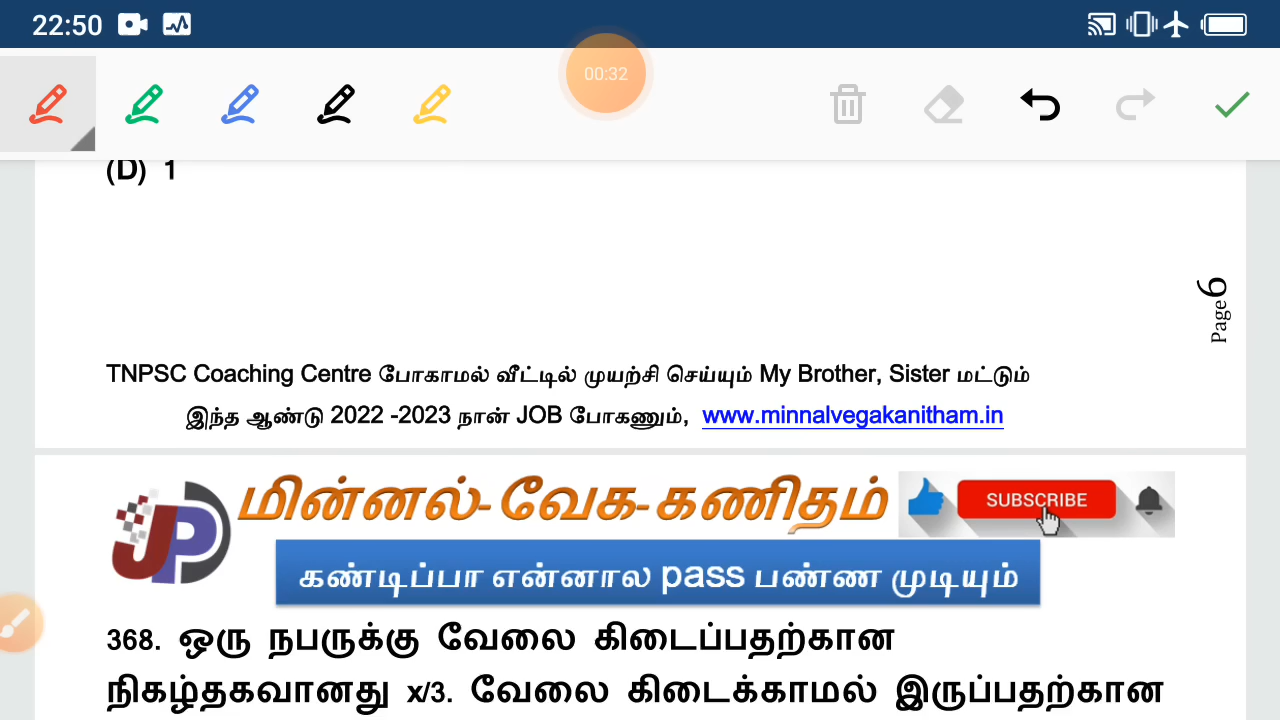 22:50
00:32
(D) 1
Page 6
TNPSC Coaching Centre போகாமல் வீட்டில் முயற்சி செய்யும் My Brother, Sister மட்டும்
இந்த ஆண்டு 2022 -2023 நான் JOB போகணும், www.minnalvegakanitham.in
JP
மின்னல்-வேக-கணிதம்
SUBSCRIBE
கண்டிப்பா என்னால pass பண்ண முடியும்
368. ஒரு நபருக்கு வேலை கிடைப்பதற்கான
நிகழ்தகவானது x/3. வேலை கிடைக்காமல் இருப்பதற்கான